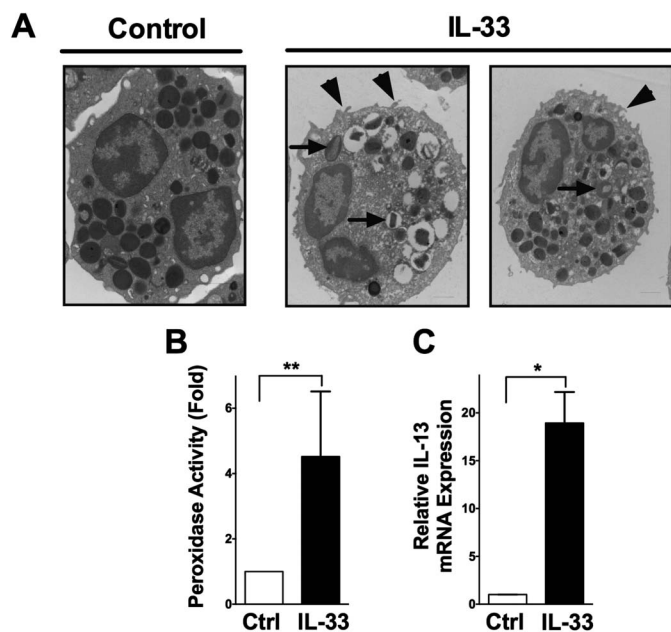 A
Control
IL-33
B
Peroxidase Activity (Fold)
6
4
2
0
**
Ctrl
IL-33
C
Relative IL-13
mRNA Expression
20
15
10
5
0
*
Ctrl
IL-33